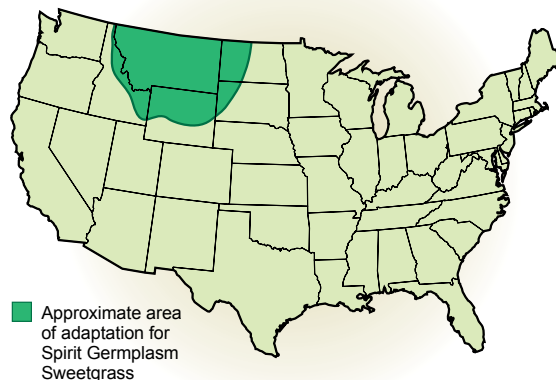 Approximate area
of adaptation for
Spirit Germplasm
Sweetgrass